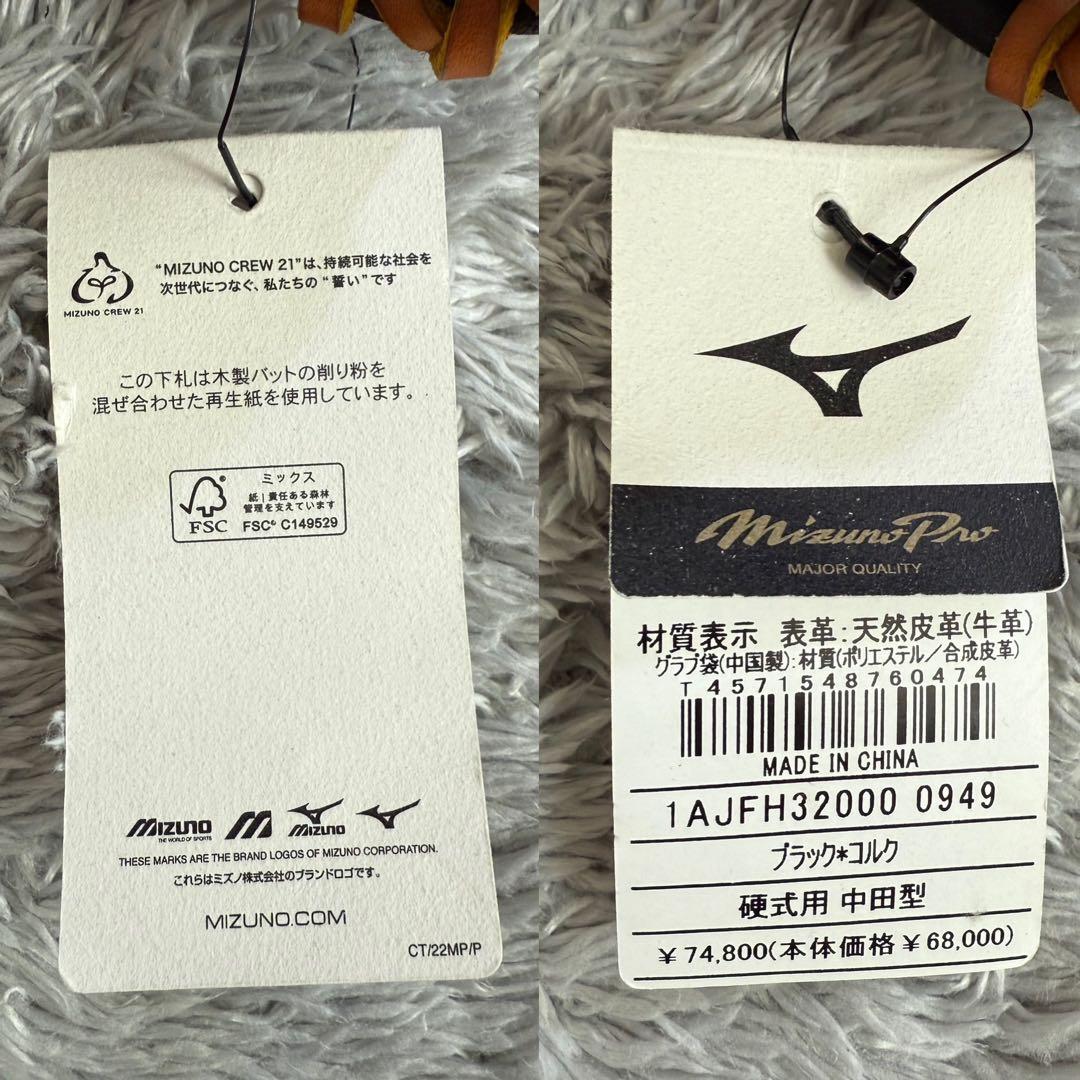 MIZUNO CREW 21
“MIZUNO CREW 21”は、持続可能な社会を
次世代につなぐ、私たちの“誓い”です
この下札は木製バットの削り粉を
混ぜ合わせた再生紙を使用しています。
FSC
ミックス
紙|責任ある森林
管理を支えています
FSC® C149529
MIZUNO
THE WORLD OF SPORTS
MIZUNO
THESE MARKS ARE THE BRAND LOGOS OF MIZUNO CORPORATION.
これらはミズノ株式会社のブランドロゴです。
MIZUNO.COM
CT/22MP/P
Mizuno Pro
MAJOR QUALITY
材質表示 表革:天然皮革(牛革)
グラブ袋(中国製):材質(ポリエステル/合成皮革)
T 4571548760474
MADE IN CHINA
1AJFH32000 0949
ブラック*コルク
硬式用 中田型
¥74,800(本体価格¥68,000)